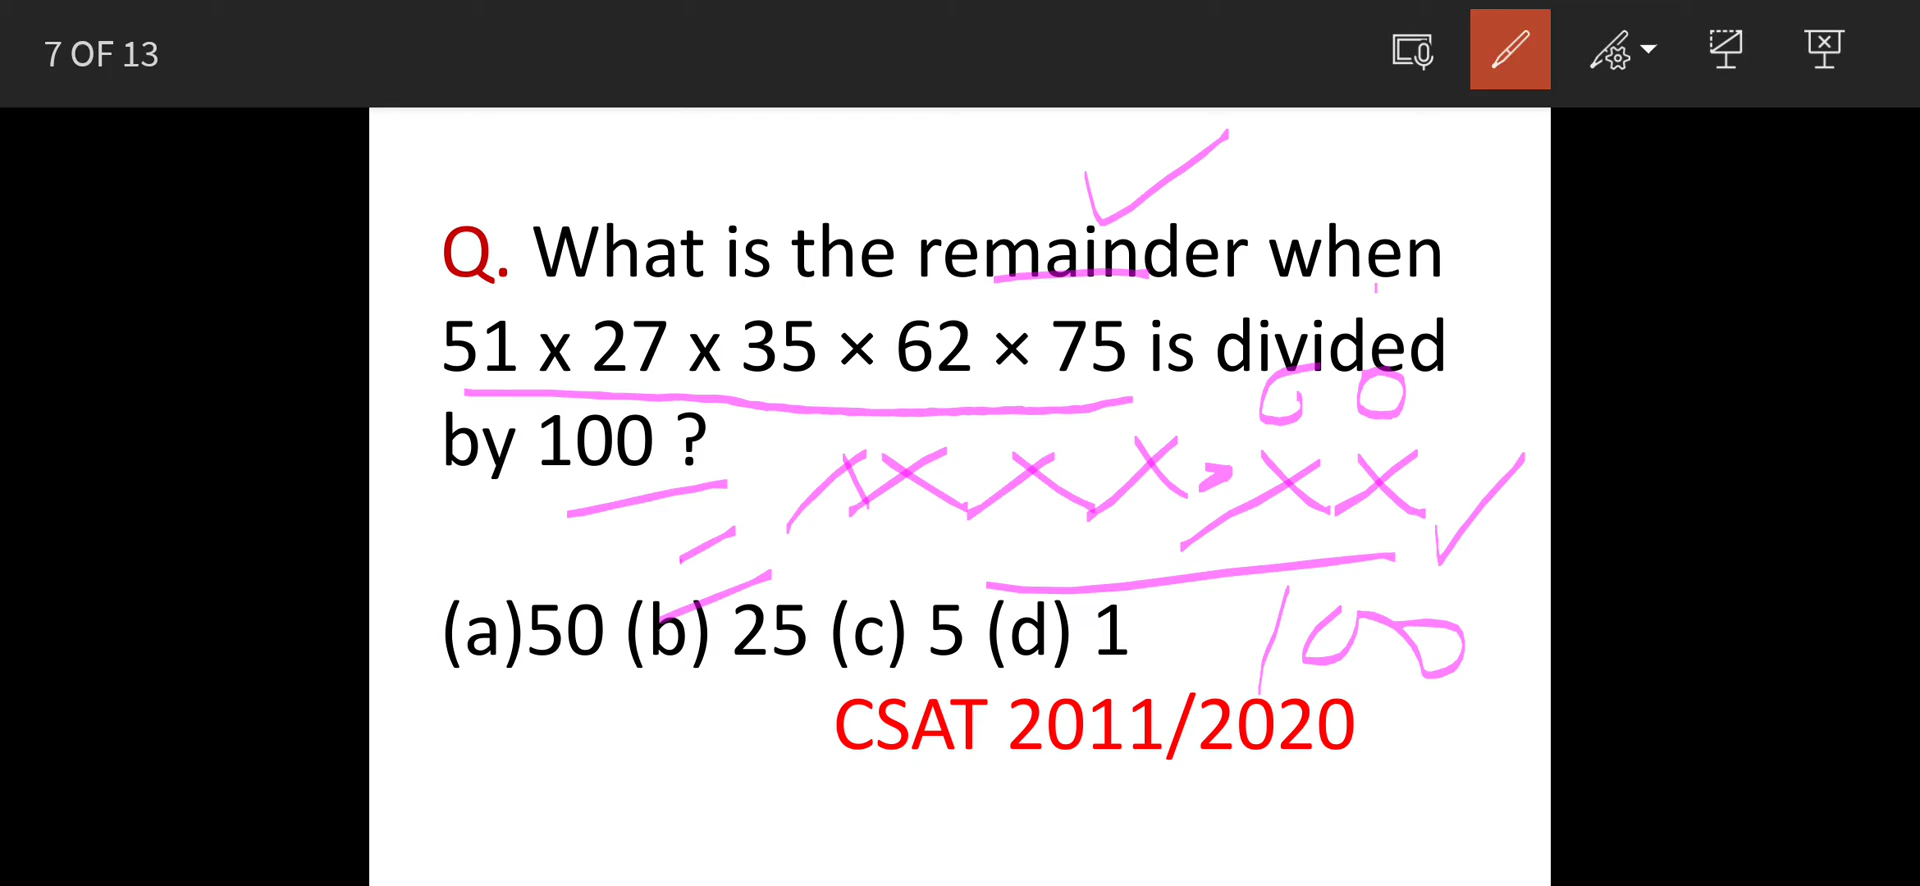 7 OF 13
Q. What is the remainder when
51 x 27 x 35 × 62 × 75 is divided
by 100 ?
(a)50 (b) 25 (c) 5 (d) 1
100
CSAT 2011/2020